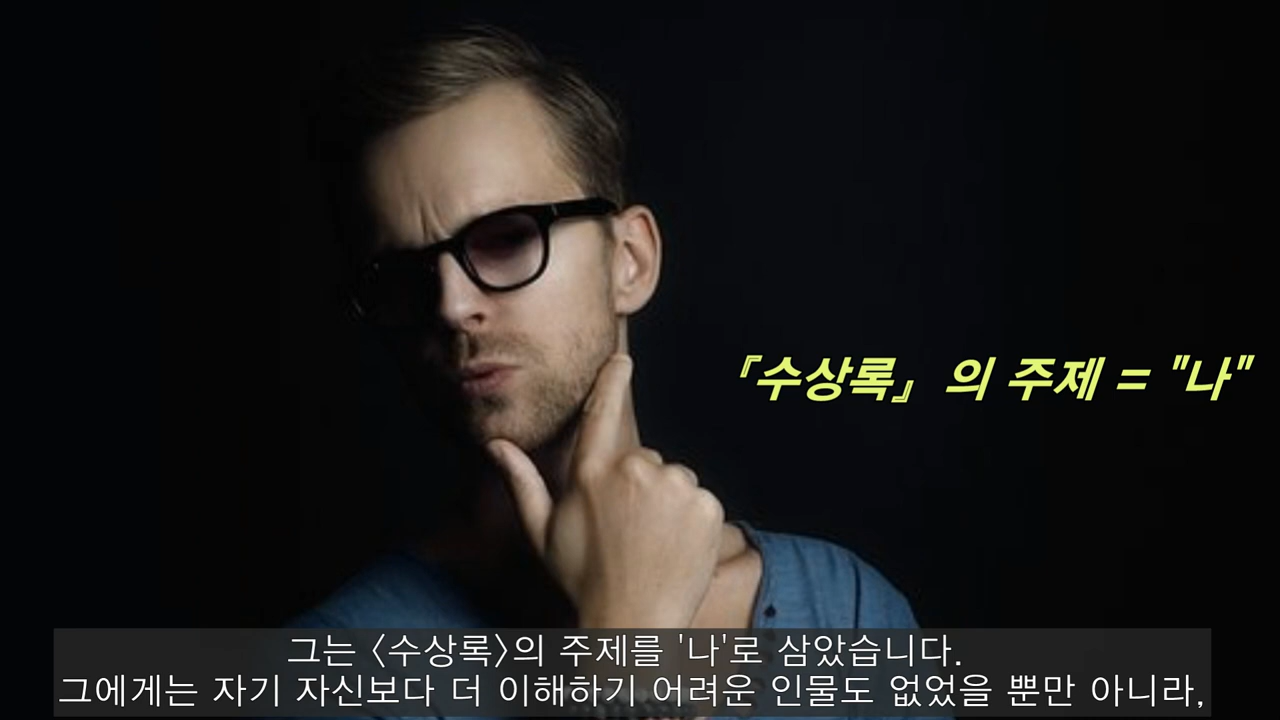 『수상록』의 주제 = "나"
그는 〈수상록〉의 주제를 '나'로 삼았습니다.
그에게는 자기 자신보다 더 이해하기 어려운 인물도 없었을 뿐만 아니라,